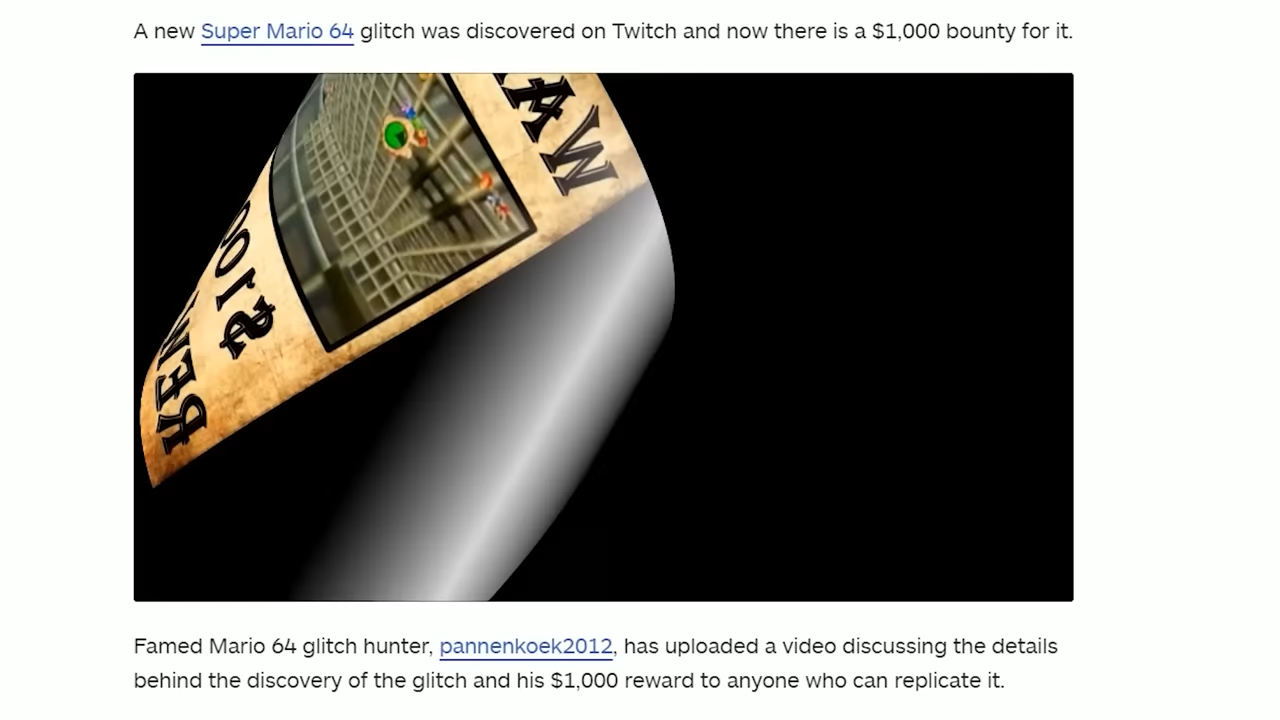 A new Super Mario 64 glitch was discovered on Twitch and now there is a $1,000 bounty for it.
Famed Mario 64 glitch hunter, pannenkoek2012, has uploaded a video discussing the details
behind the discovery of the glitch and his $1,000 reward to anyone who can replicate it.